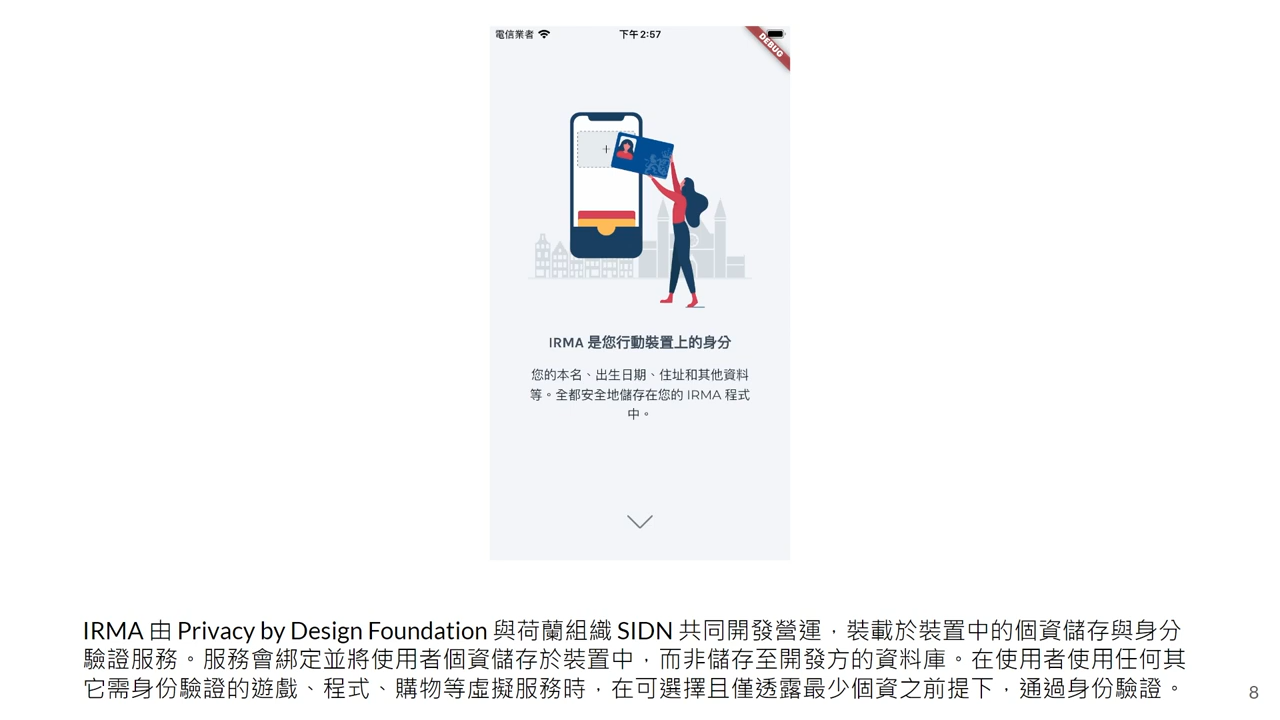 電信業者
下午2:57
DEBUG
IRMA 是您行動裝置上的身分
您的本名、出生日期、住址和其他資料
等。全都安全地儲存在您的 IRMA 程式
中。
IRMA 由 Privacy by Design Foundation 與荷蘭組織 SIDN 共同開發營運，裝載於裝置中的個資儲存與身分
驗證服務。服務會綁定並將使用者個資儲存於裝置中，而非儲存至開發方的資料庫。在使用者使用任何其
它需身份驗證的遊戲、程式、購物等虛擬服務時，在可選擇且僅透露最少個資之前提下，通過身份驗證。
8